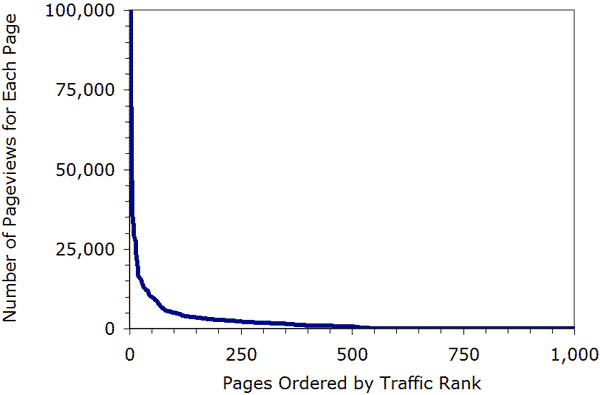 Number of Pageviews for Each Page
100,000
75,000
50,000
25,000
0
0 250 500 750 1,000
Pages Ordered by Traffic Rank